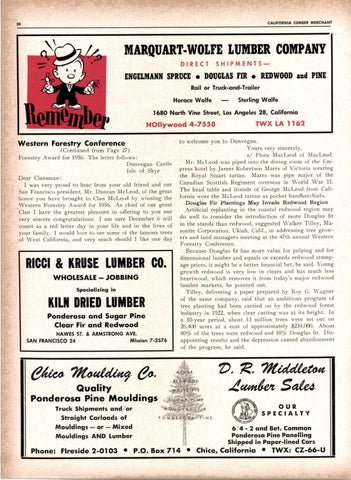 30
CALIFORNIA LUMBER MERCHANT
Remember
MARQUART-WOLFE LUMBER COMPANY
DIRECT SHIPMENTS—
ENGELMANN SPRUCE • DOUGLAS FIR • REDWOOD and PINE
Rail or Truck-and-Trailer
Horace Wolfe — Sterling Wolfe
1680 North Vine Street, Los Angeles 28, California
HOllywood 4-7558 TWX LA 1162
Western Forestry Conference
(Continued from Page 27)
Forestry Award for 1956. The letter follows:
Dunvegan Castle
Isle of Skye
Dear Clansman:
I was very proud to hear from your old friend and our
San Francisco president, Mr. Duncan McLeod, of the great
honor you have brought to Clan McLeod by winning the
Western Forestry Award for 1956. As chief of our great
Clan I have the greatest pleasure in offering to you our
very sincere congratulations. I am sure December 6 will
count as a red letter day in your life and in the lives of
your family. I would love to see some of the famous trees
of West California, and very much should I like one day
to welcome you to Dunvegan.
Yours very sincerely,
s/ Flora MacLeod of MacLeod.
Mr. McLeod was piped into the dining room of the Em-
press hotel by James Robertson Marrs of Victoria wearing
the Royal Stuart tartan. Marrs was pipe major of the
Canadian Scottish Regiment overseas in World War II.
The head table and friends of George McLeod from Cali-
fornia wore the McLeod tartan as pocket handkerchiefs.
Douglas Fir Plantings May Invade Redwood Region
Artificial replanting in the coastal redwood region may
do well to consider the introduction of more Douglas fir
in the stands than redwood, suggested Walker Tilley, Ma-
sonite Corporation, Ukiah, Calif., in addressing tree grow-
ers and land managers meeting at the 47th annual Western
Forestry Conference.
Because Douglas fir has more value for pulping and for
dimensional lumber and equals or exceeds redwood stump-
age prices, it might be a better financial bet, he said. Young
growth redwood is very low in clears and has much less
heartwood, which removes it from today's major redwood
lumber markets, he pointed out.
Tilley, delivering a paper prepared by Roy G. Wagner
of the same company, said that an ambitious program of
tree planting had been carried on by the redwood forest
industry in 1922, when clear cutting was at its height. In
a 10-year period, about 13 million trees were set out on
26,400 acres at a cost of approximately $234,000. About
80% of the trees were redwood and 10% Douglas fir. Dis-
appointing results and the depression caused abandonment
of the program, he said.
RICCI & KRUSE LUMBER CO.
WHOLESALE – JOBBING
Specializing in
KILN DRIED LUMBER
Ponderosa and Sugar Pine
Clear Fir and Redwood
HAWES ST. & ARMSTRONG AVE.
SAN FRANCISCO 24 Mission 7-3576
Chico Moulding Co.
Quality
Ponderosa Pine Mouldings
Truck Shipments and/or
Straight Carloads of
Mouldings — or — Mixed
Mouldings AND Lumber
PONDEROSA PINE
D. R. Middleton
Lumber Sales
OUR
SPECIALTY
6/4 - 2 and Bet. Common
Ponderosa Pine Panelling
Shipped in Paper-lined Cars
Phone: FIreside 2-0103 • P.O. Box 714 • Chico, California • TWX: CZ-66-U